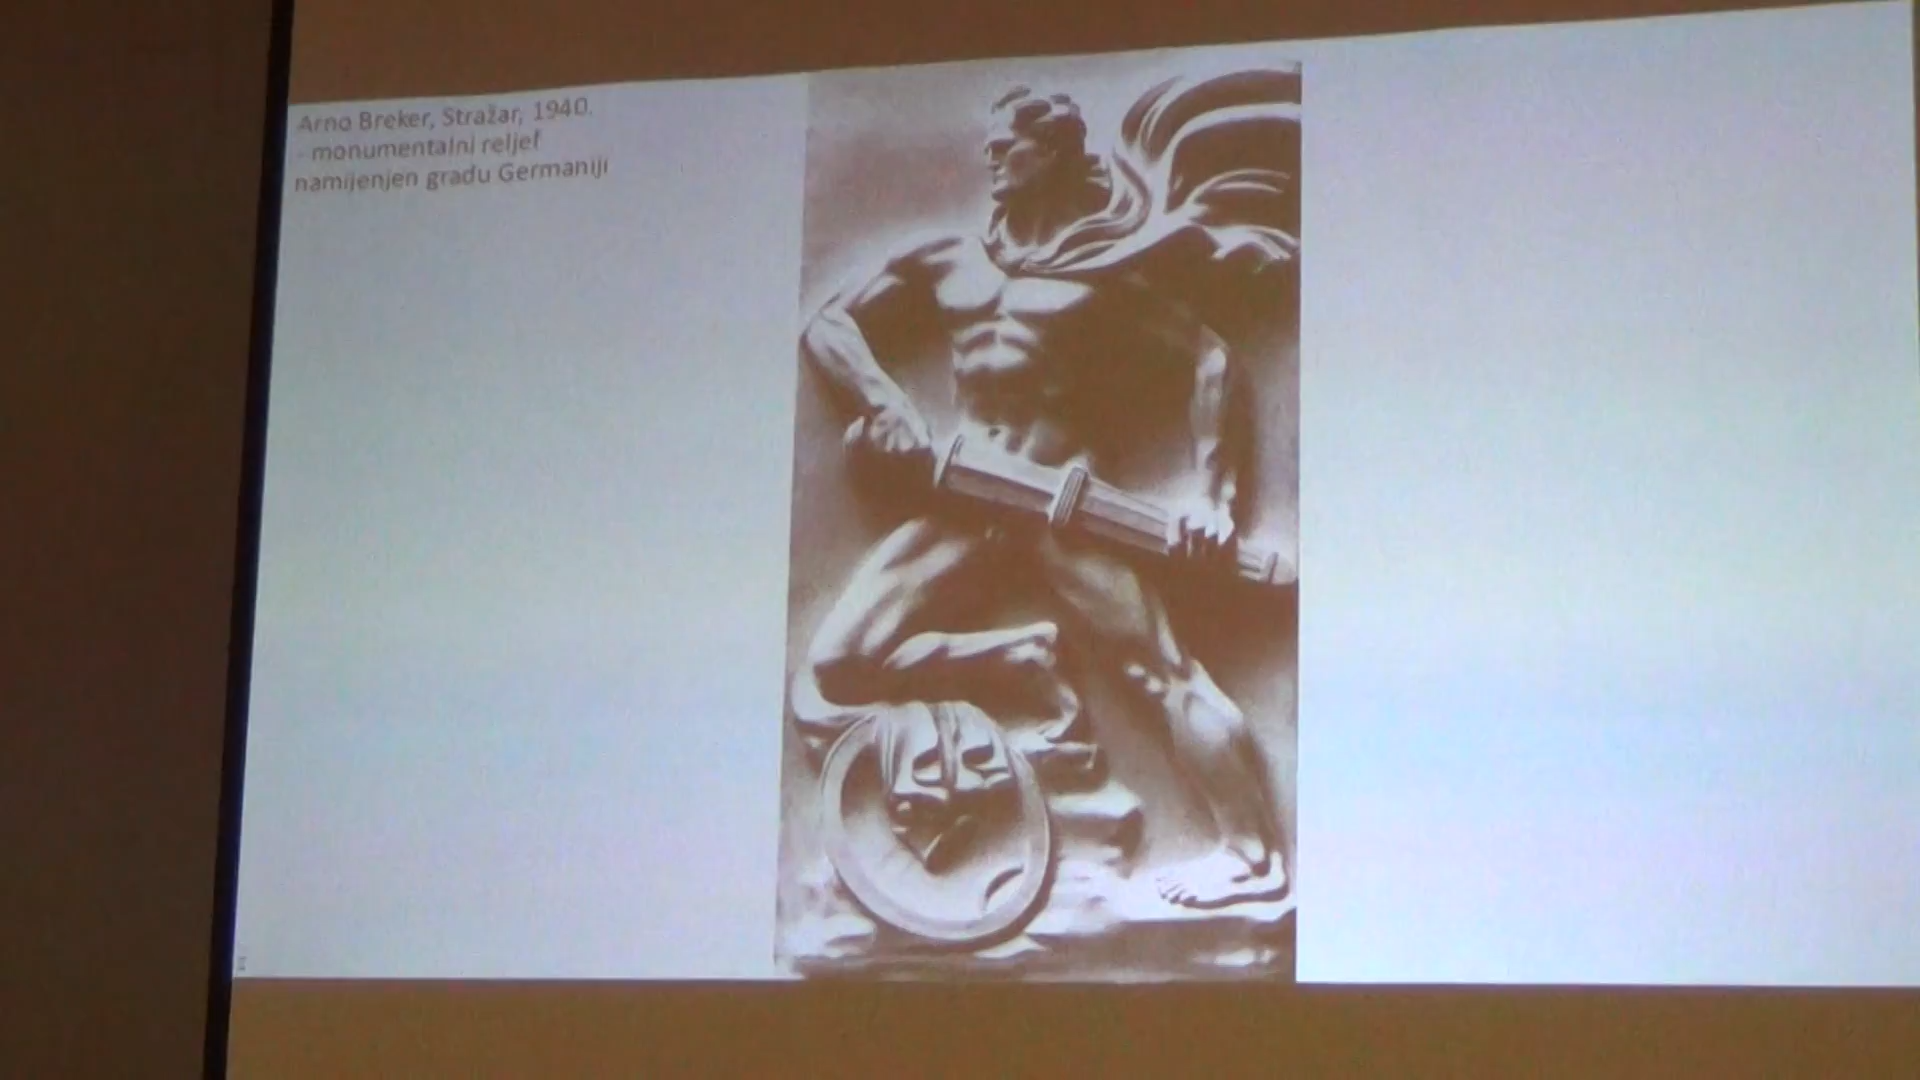 Arno Breker, Stražar, 1940.
- monumentalni reljef
namijenjen gradu Germaniji